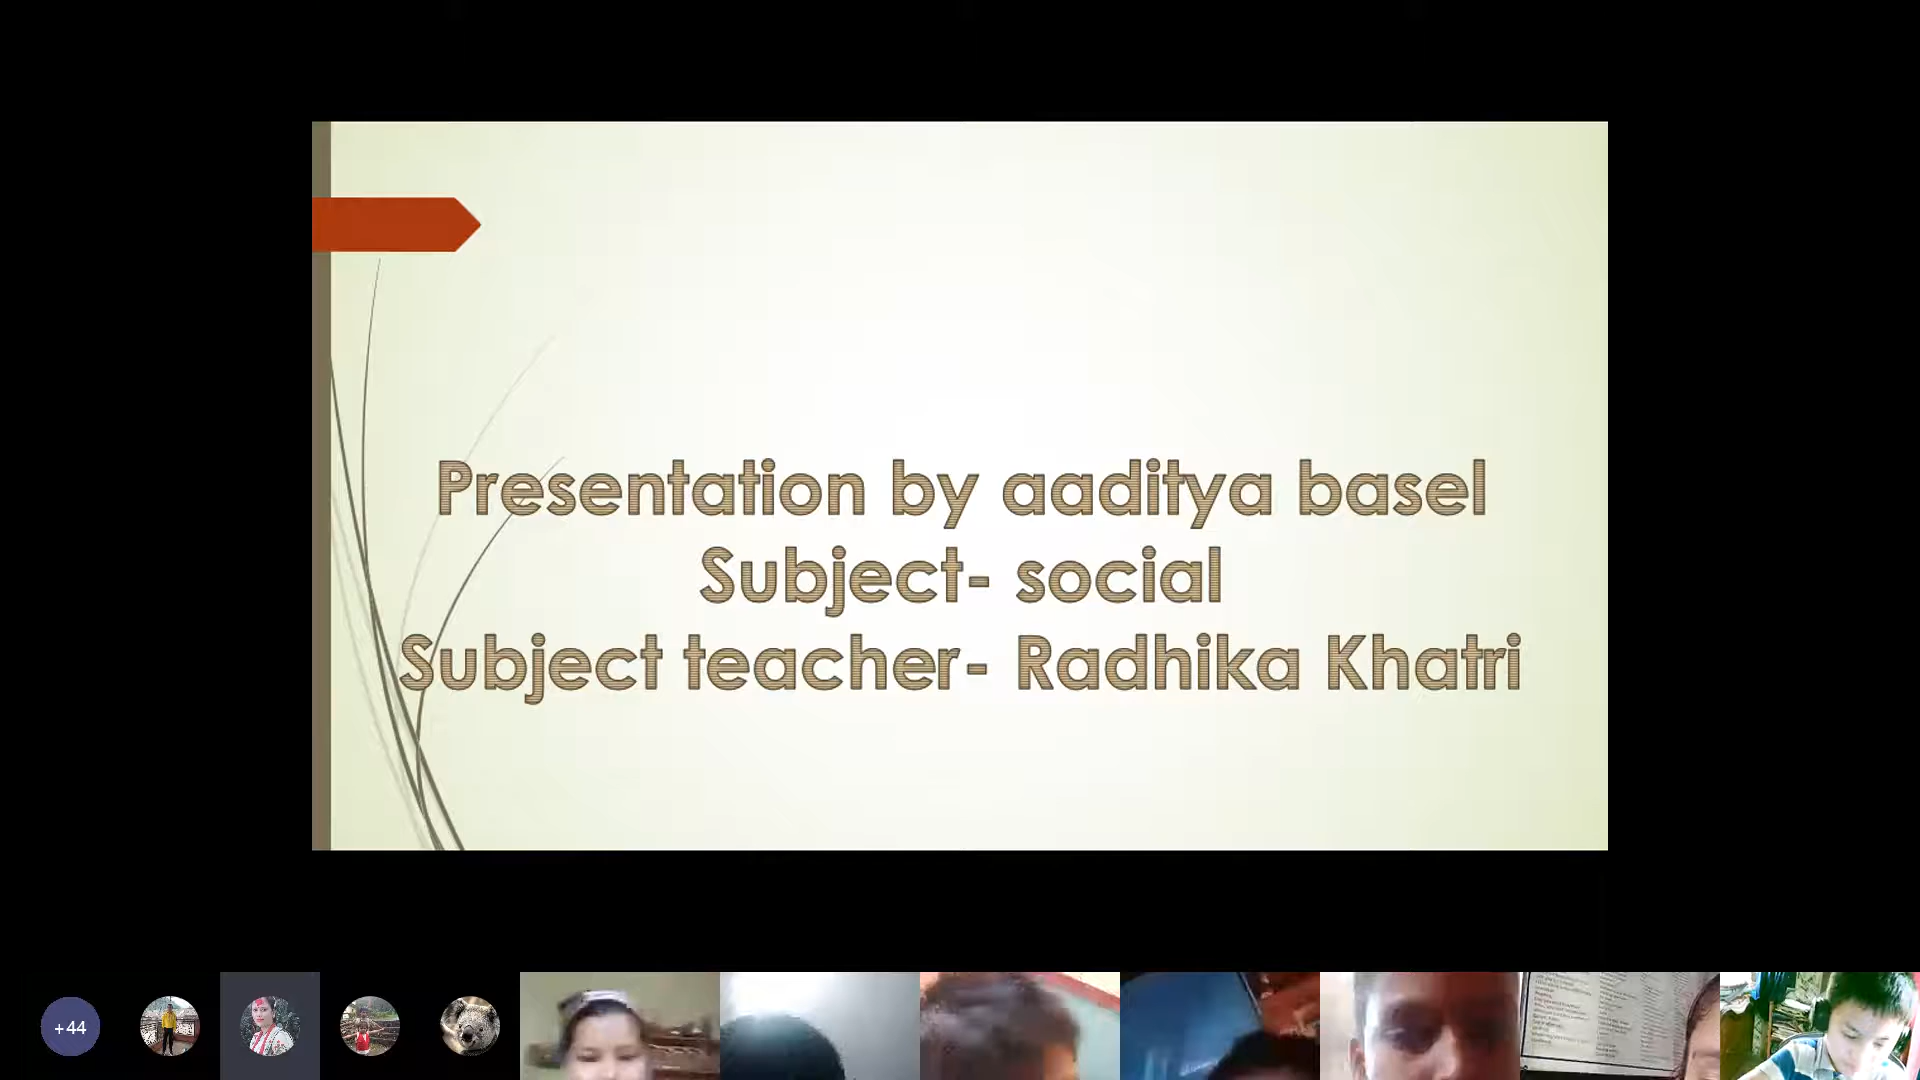 Presentation by aaditya basel
Subject- social
Subject teacher- Radhika Khatri
+44